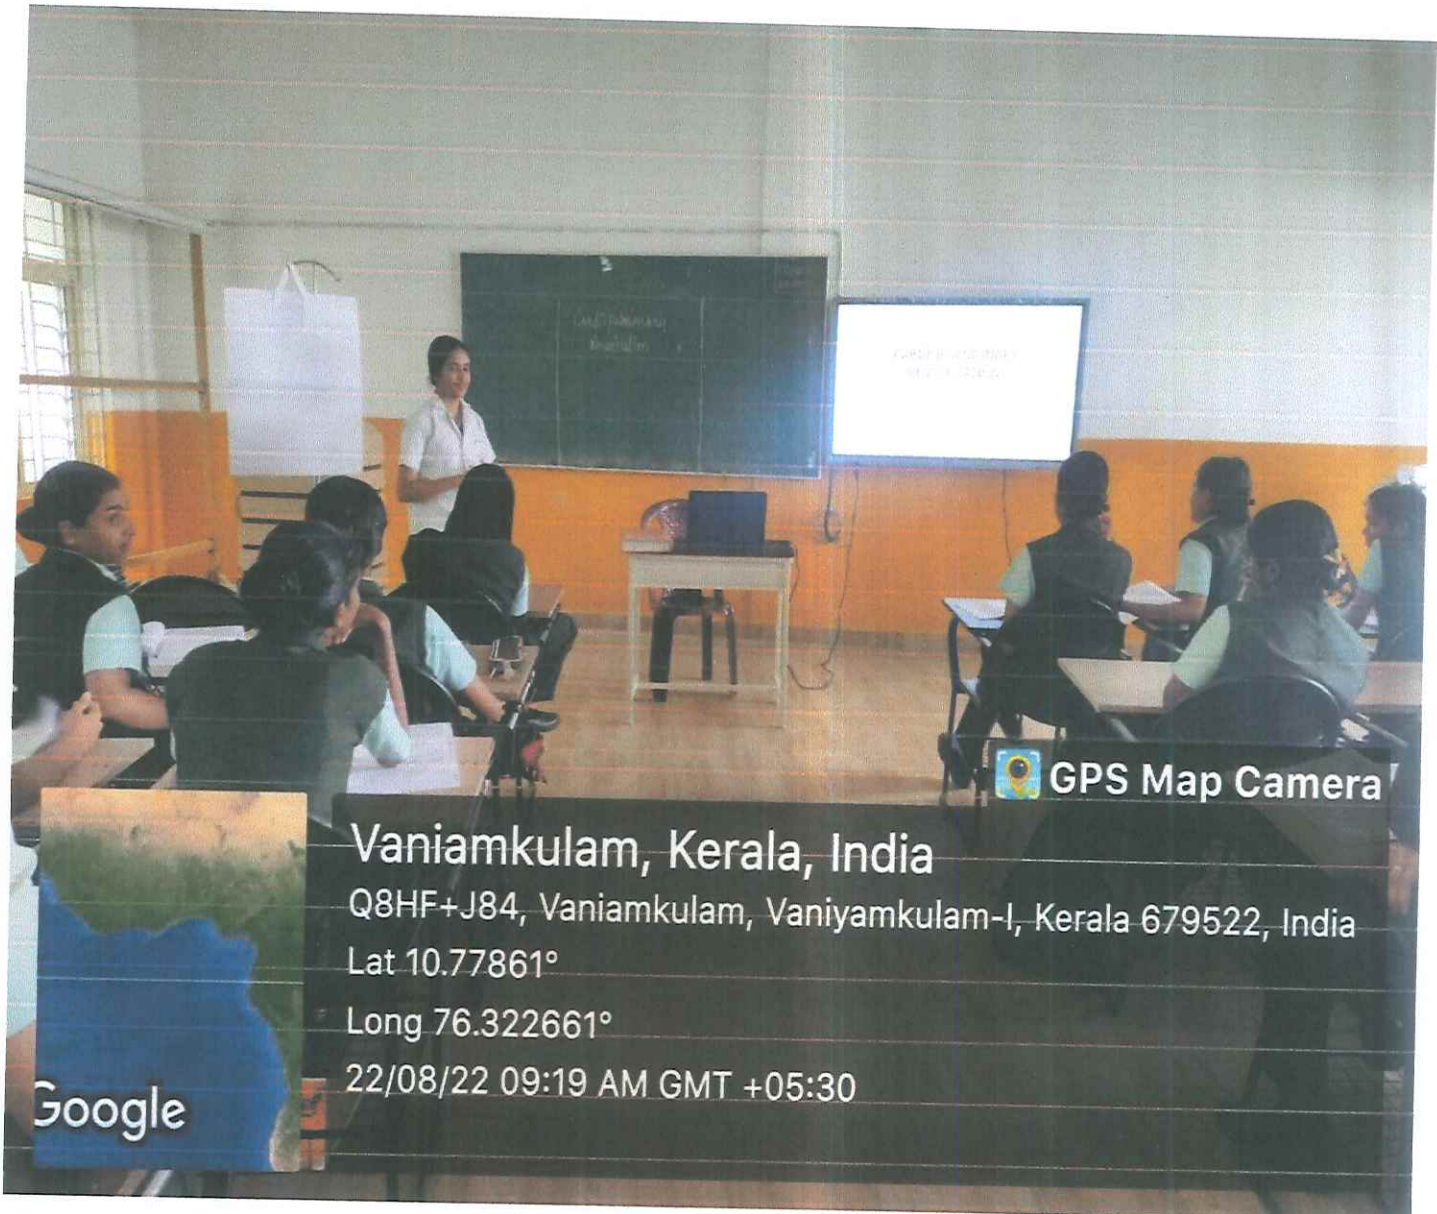 GPS Map Camera
Vaniamkulam, Kerala, India
Q8HF+J84, Vaniamkulam, Vaniyamkulam-I, Kerala 679522, India
Lat 10.77861°
Long 76.322661°
22/08/22 09:19 AM GMT +05:30
Google